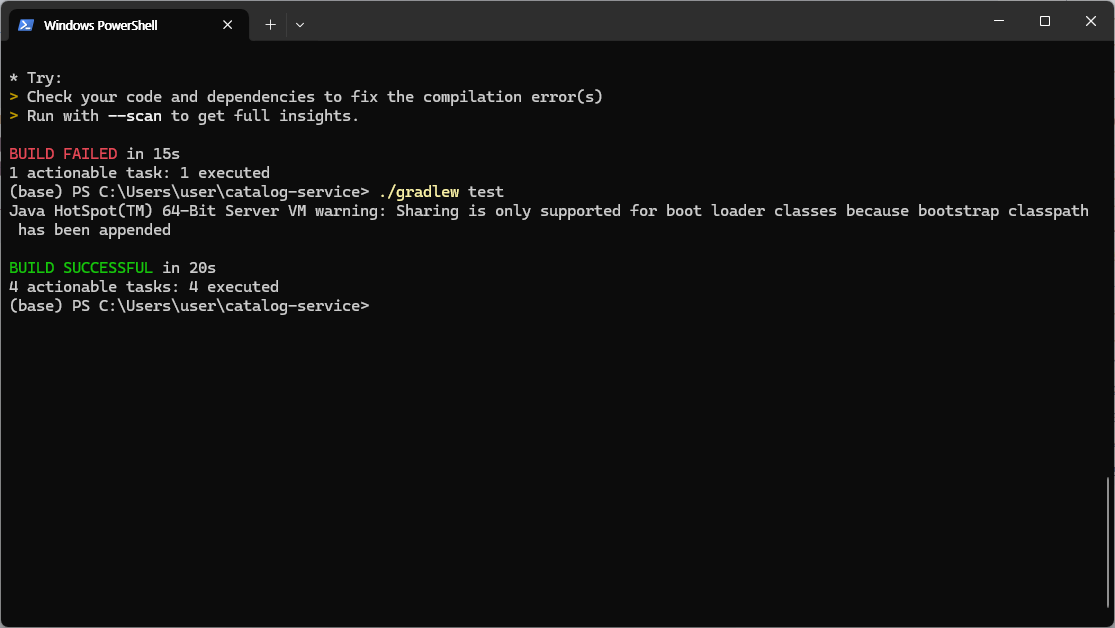 Windows PowerShell
* Try:
> Check your code and dependencies to fix the compilation error(s)
> Run with --scan to get full insights.
BUILD FAILED in 15s
1 actionable task: 1 executed
(base) PS C:\Users\user\catalog-service> ./gradlew test
Java HotSpot(TM) 64-Bit Server VM warning: Sharing is only supported for boot loader classes because bootstrap classpath
has been appended
BUILD SUCCESSFUL in 20s
4 actionable tasks: 4 executed
(base) PS C:\Users\user\catalog-service>